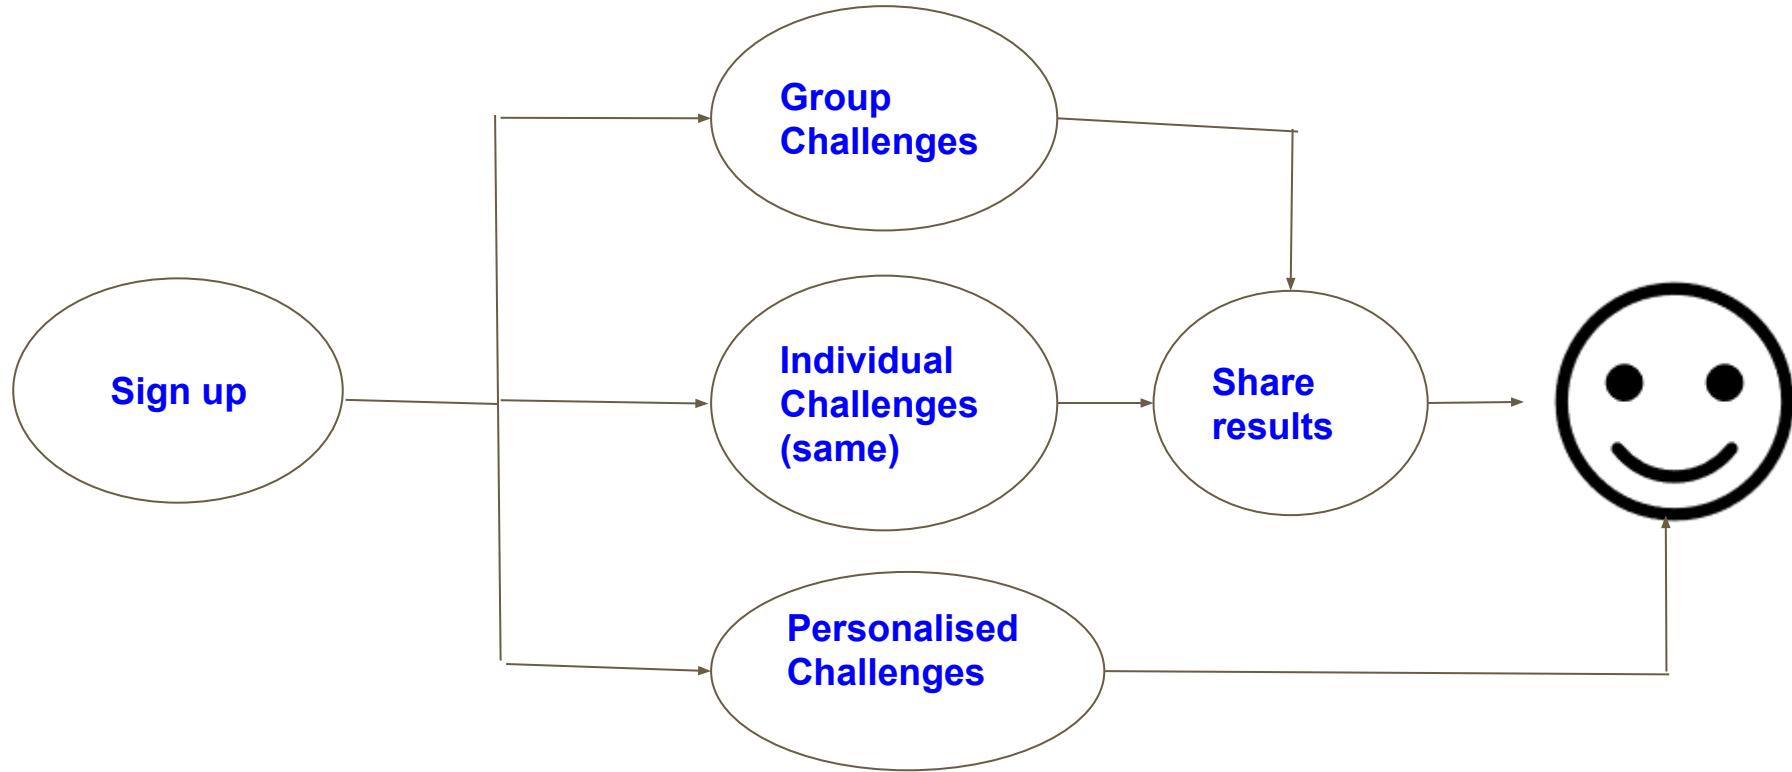 Group
Challenges
Sign up
Individual
Challenges
(same)
Share
results
Personalised
Challenges